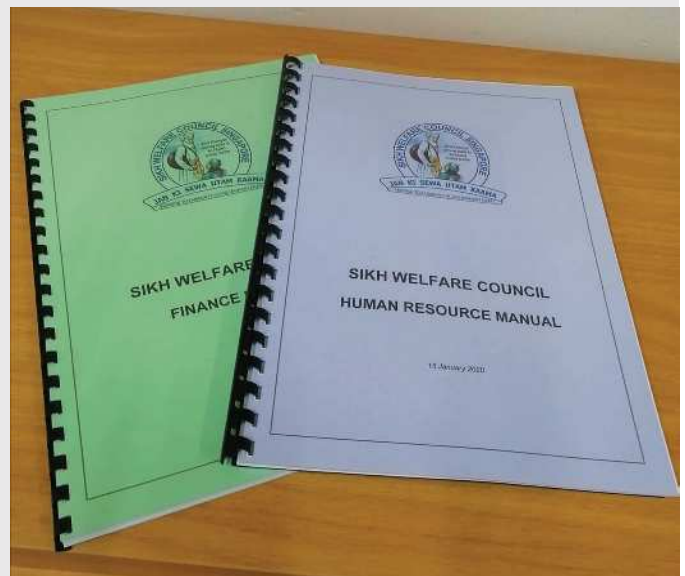 SIKH WELFARE COUNCIL SINGAPORE
JAN KI SEWA UTAM KAAMA
SIKH WELFARE
FINANCE
SIKH WELFARE COUNCIL SINGAPORE
JAN KI SEWA UTAM KAAMA
SIKH WELFARE COUNCIL
HUMAN RESOURCE MANUAL
15 January 2020